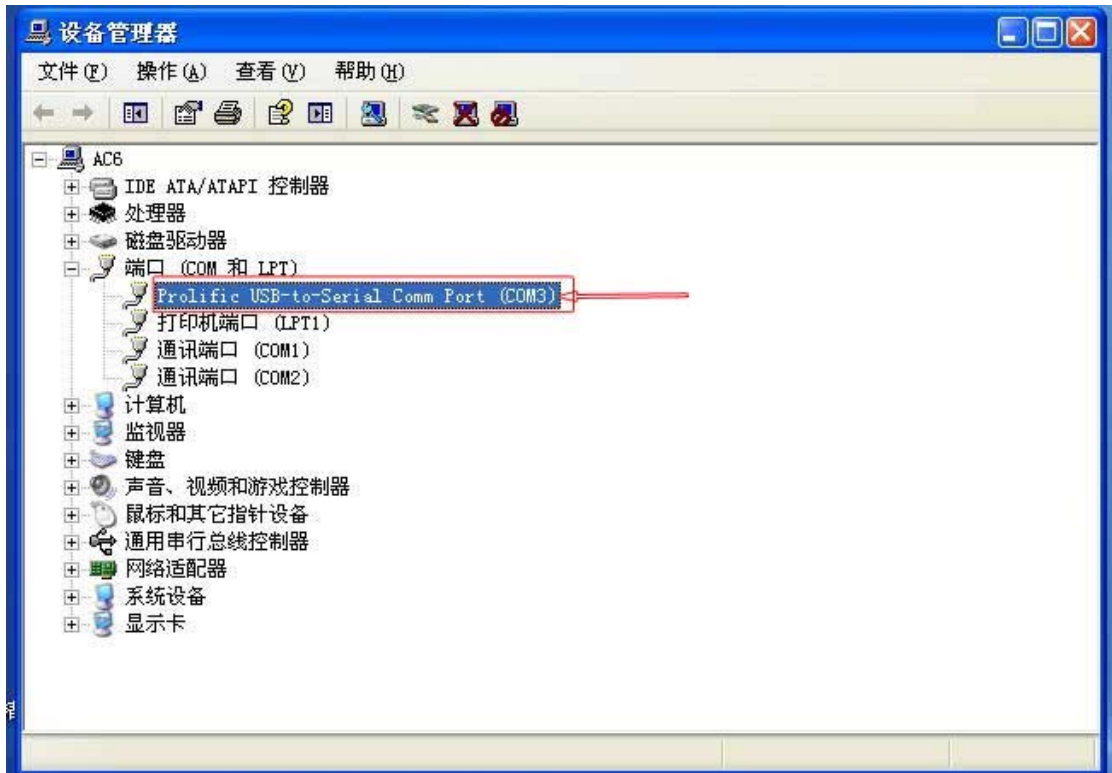 设备管理器
文件(F) 操作(A) 查看(V) 帮助(H)
AC6
IDE ATA/ATAPI 控制器
处理器
磁盘驱动器
端口 (COM 和 LPT)
Prolific USB-to-Serial Comm Port (COM3)
打印机端口 (LPT1)
通讯端口 (COM1)
通讯端口 (COM2)
计算机
监视器
键盘
声音、视频和游戏控制器
鼠标和其它指针设备
通用串行总线控制器
网络适配器
系统设备
显示卡